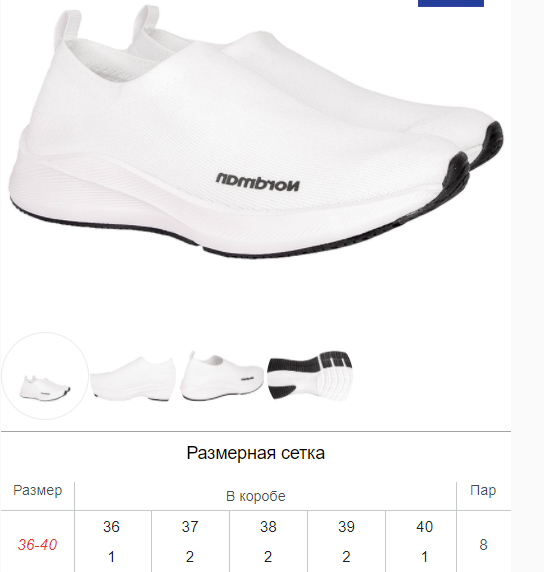 Nordman
Размерная сетка
Размер
В коробе
Пар
36-40
36 37 38 39 40
1 2 2 2 1
8